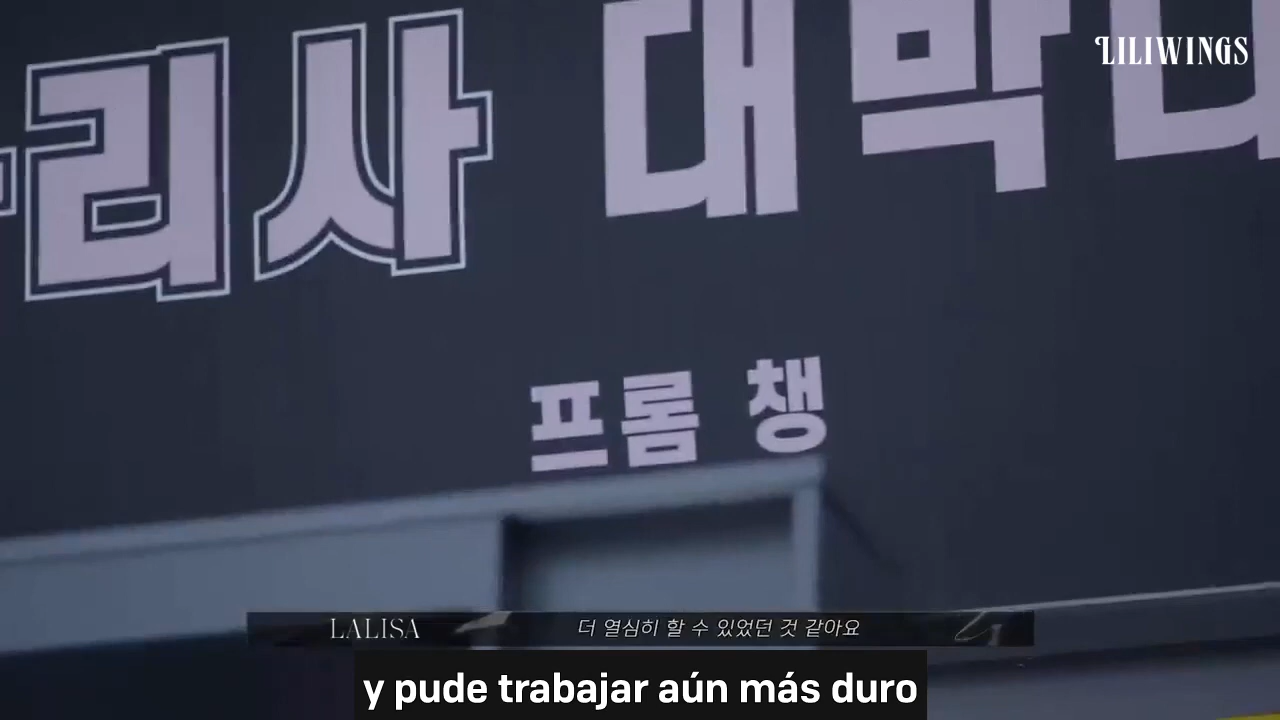 LILIWINGS
리사 대박
프롬 챙
LALISA
더 열심히 할 수 있었던 것 같아요
y pude trabajar aún más duro